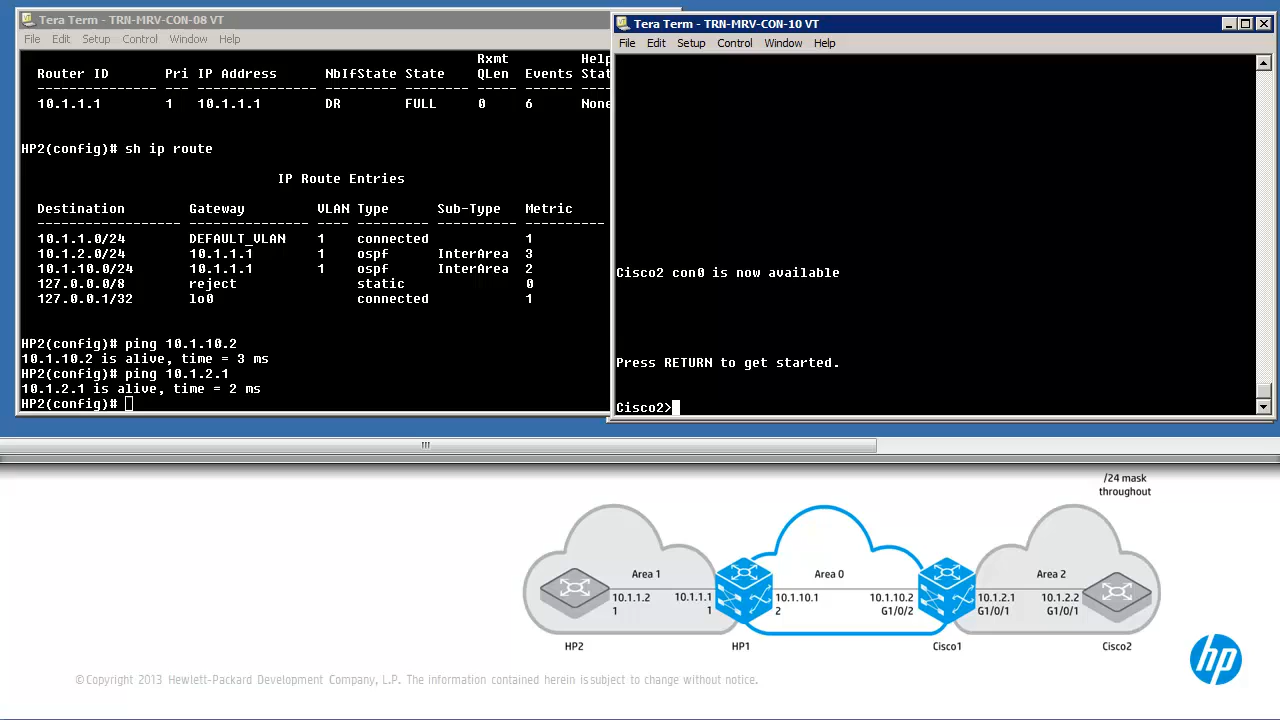 Tera Term - TRN-MRV-CON-08 VT
File Edit Setup Control Window Help
Rxmt Help
Router ID Pri IP Address NbIfState State QLen Events Stat
---------------- --- --------------- --------- -------- ----- ------ ----
10.1.1.1 1 10.1.1.1 DR FULL 0 6 None
HP2(config)# sh ip route
IP Route Entries
Destination Gateway VLAN Type Sub-Type Metric
------------------ --------------- ---- --------- ---------- ----------
10.1.1.0/24 DEFAULT_VLAN 1 connected 1
10.1.2.0/24 10.1.1.1 1 ospf InterArea 3
10.1.10.0/24 10.1.1.1 1 ospf InterArea 2
127.0.0.0/8 reject static 0
127.0.0.1/32 lo0 connected 1
HP2(config)# ping 10.1.10.2
10.1.10.2 is alive, time = 3 ms
HP2(config)# ping 10.1.2.1
10.1.2.1 is alive, time = 2 ms
HP2(config)#
Tera Term - TRN-MRV-CON-10 VT
File Edit Setup Control Window Help
Cisco2 con0 is now available
Press RETURN to get started.
Cisco2>
/24 mask
throughout
Area 1
Area 0
Area 2
10.1.1.2
1
10.1.1.1
1
10.1.10.1
2
10.1.10.2
G1/0/2
10.1.2.1
G1/0/1
10.1.2.2
G1/0/1
HP2
HP1
Cisco1
Cisco2
hp
©Copyright 2013 Hewlett-Packard Development Company, L.P. The information contained herein is subject to change without notice.